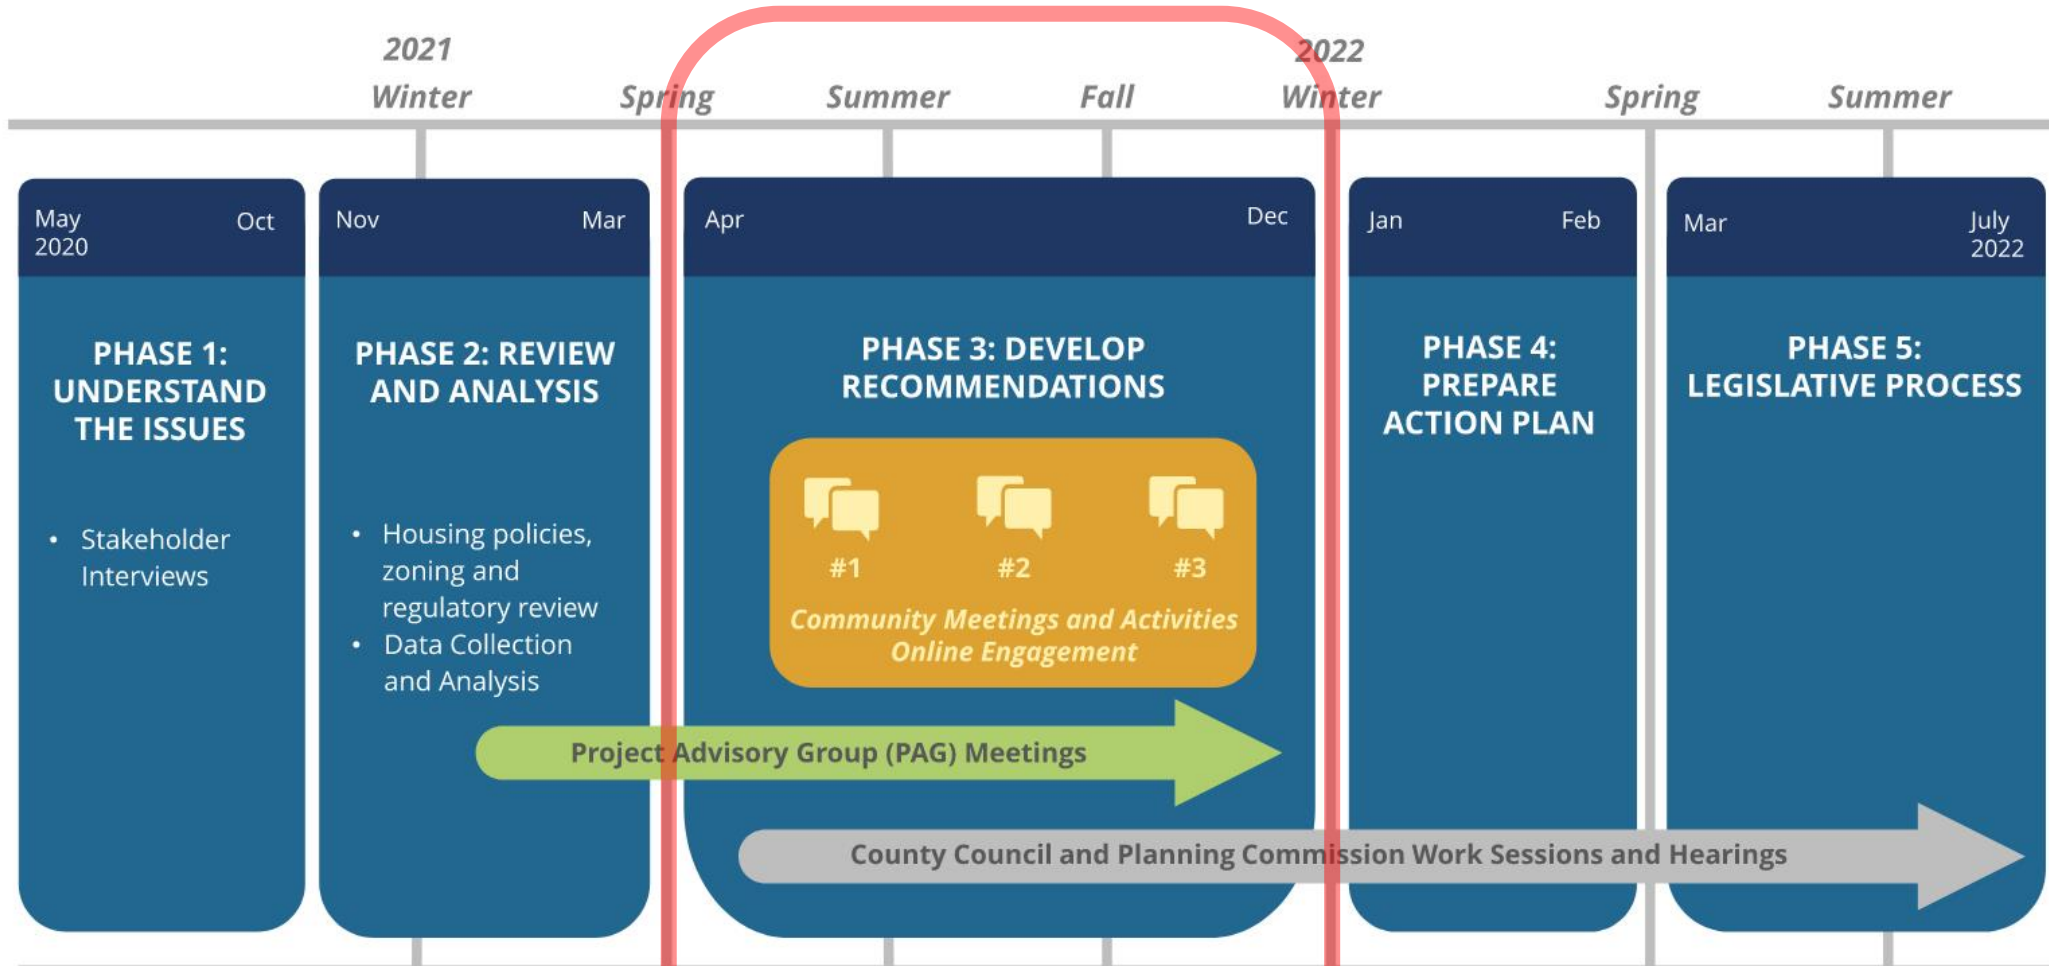 2021
2022
Winter
Spring
Summer
Fall
Winter
Spring
Summer
May
2020
Oct
PHASE 1:
UNDERSTAND
THE ISSUES
• Stakeholder
Interviews
Nov
Mar
PHASE 2: REVIEW
AND ANALYSIS
• Housing policies,
zoning and
regulatory review
• Data Collection
and Analysis
Apr
Dec
PHASE 3: DEVELOP
RECOMMENDATIONS
#1
#2
#3
Community Meetings and Activities
Online Engagement
Jan
Feb
PHASE 4:
PREPARE
ACTION PLAN
Mar
July
2022
PHASE 5:
LEGISLATIVE PROCESS
Project Advisory Group (PAG) Meetings
County Council and Planning Commission Work Sessions and Hearings